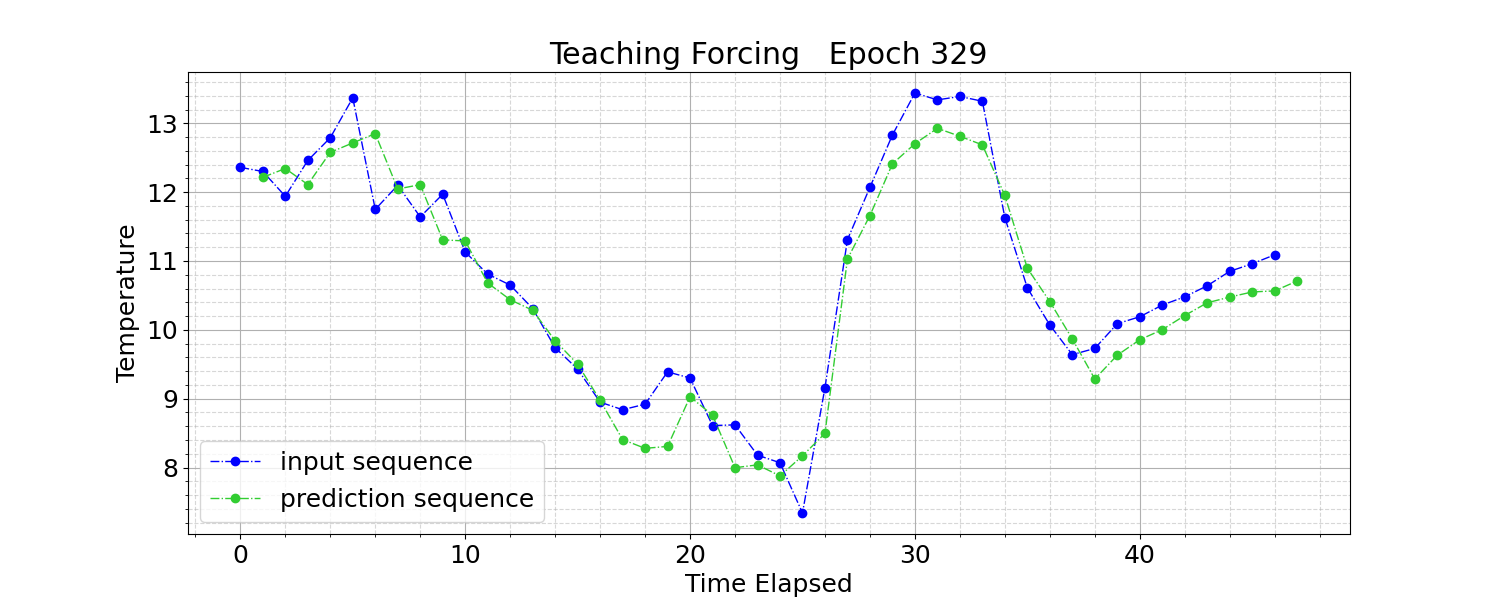 Teaching Forcing   Epoch 329
13
12
11
10
9
8
Temperature
input sequence
prediction sequence
0 10 20 30 40
Time Elapsed